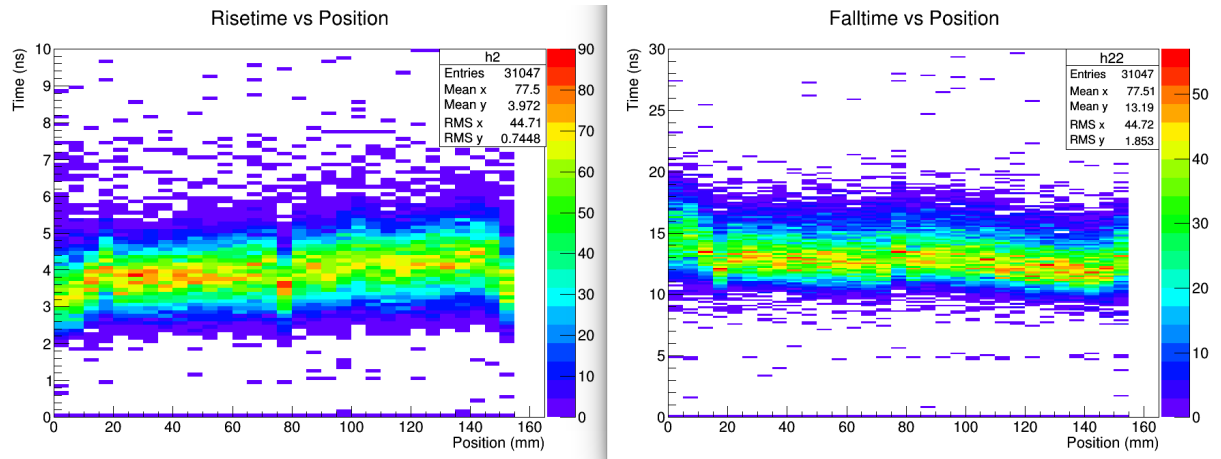 Risetime vs Position
Time (ns)
10
9
8
7
6
5
4
3
2
1
0
h2
Entries 31047
Mean x 77.5
Mean y 3.972
RMS x 44.71
RMS y 0.7448
90
80
70
60
50
40
30
20
10
0
0 20 40 60 80 100 120 140 160
Position (mm)
Falltime vs Position
Time (ns)
30
25
20
15
10
5
0
h22
Entries 31047
Mean x 77.51
Mean y 13.19
RMS x 44.72
RMS y 1.853
50
40
30
20
10
0
0 20 40 60 80 100 120 140 160
Position (mm)